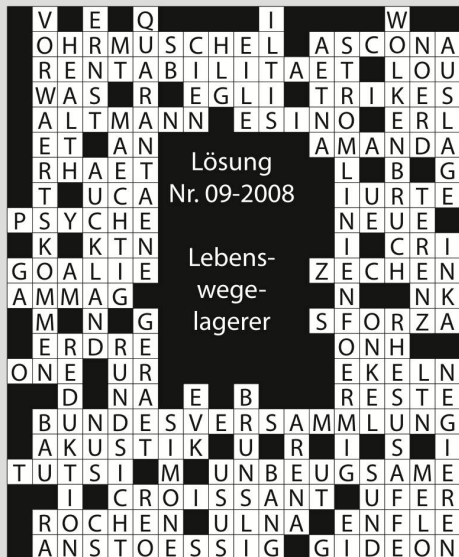 V E Q I W
OHRMUSCHEL ASCONA
RENTABILITAET LOU
WAS R EGLI TRIKES
ALTMANN ESINO ERL
ET AN AMANDA
RHAET L B G
T UCA IURTE
PSYCHE NEUE
K KTN I CRI
GOALIE ZECHEN
AMMAG N NK
M N G SFORZA
ERDRE ONH
ONE UR EKELN
D NA E B RESTE
BUNDESVERSAMMLUNG
AKUSTIK U R I S I
TUTSI M UNBEUGSAME
I CROISSANT UFER
ROCHEN ULNA ENFLE
ANSTOESSIG GIDEON
Lösung
Nr. 09-2008
Lebens-
wege-
lagerer